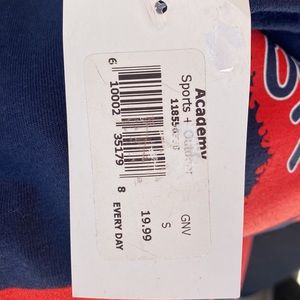 Academy
Sports + Outdoor
GNV
S
19.99
EVERY DAY
6 10002 35179 8